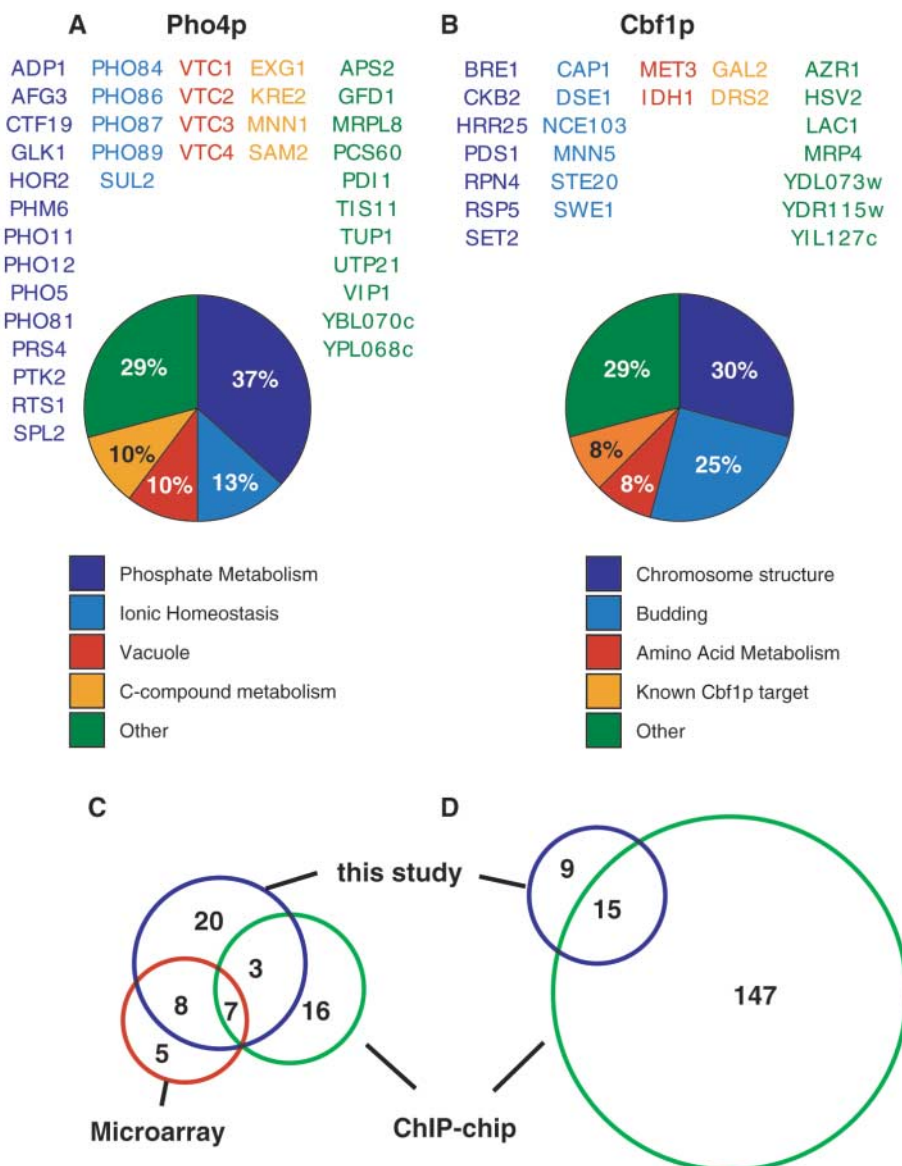 A Pho4p
ADP1 PHO84 VTC1 EXG1 APS2
AFG3 PHO86 VTC2 KRE2 GFD1
CTF19 PHO87 VTC3 MNN1 MRPL8
GLK1 PHO89 VTC4 SAM2 PCS60
HOR2 SUL2 PDI1
PHM6 TIS11
PHO11 TUP1
PHO12 UTP21
PHO5 VIP1
PHO81 YBL070c
PRS4 YPL068c
PTK2
RTS1
SPL2
29% 37%
10% 10% 13%
Phosphate Metabolism
Ionic Homeostasis
Vacuole
C-compound metabolism
Other
B Cbf1p
BRE1 CAP1 MET3 GAL2 AZR1
CKB2 DSE1 IDH1 DRS2 HSV2
HRR25 NCE103 LAC1
PDS1 MNN5 MRP4
RPN4 STE20 YDL073w
RSP5 SWE1 YDR115w
SET2 YIL127c
29% 30%
8% 8% 25%
Chromosome structure
Budding
Amino Acid Metabolism
Known Cbf1p target
Other
C
this study
20
3
8 7 16
5
Microarray
ChIP-chip
D
9
15
147